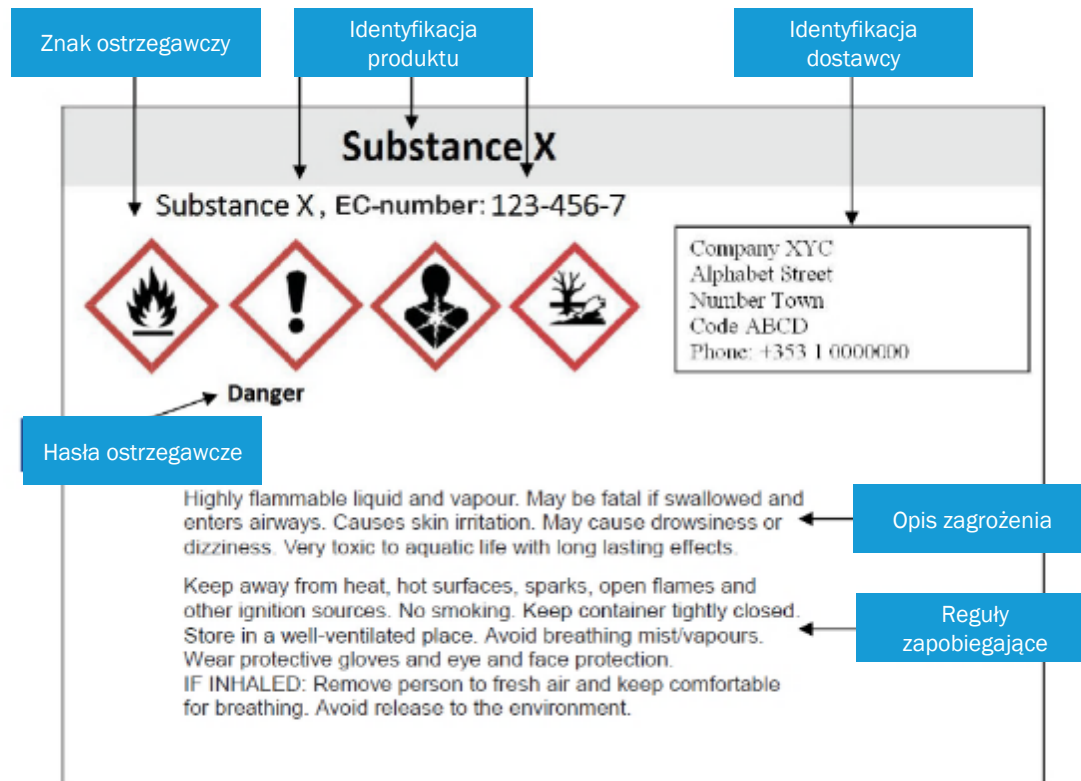 Znak ostrzegawczy
Identyfikacja
produktu
Identyfikacja
dostawcy
Substance X
Substance X, EC-number: 123-456-7
Company XYC
Alphabet Street
Number Town
Code ABCD
Phone: +353 1 0000000
Danger
Hasła ostrzegawcze
Highly flammable liquid and vapour. May be fatal if swallowed and
enters airways. Causes skin irritation. May cause drowsiness or
dizziness. Very toxic to aquatic life with long lasting effects.
Opis zagrożenia
Keep away from heat, hot surfaces, sparks, open flames and
other ignition sources. No smoking. Keep container tightly closed.
Store in a well-ventilated place. Avoid breathing mist/vapours.
Wear protective gloves and eye and face protection.
IF INHALED: Remove person to fresh air and keep comfortable
for breathing. Avoid release to the environment.
Reguły
zapobiegające